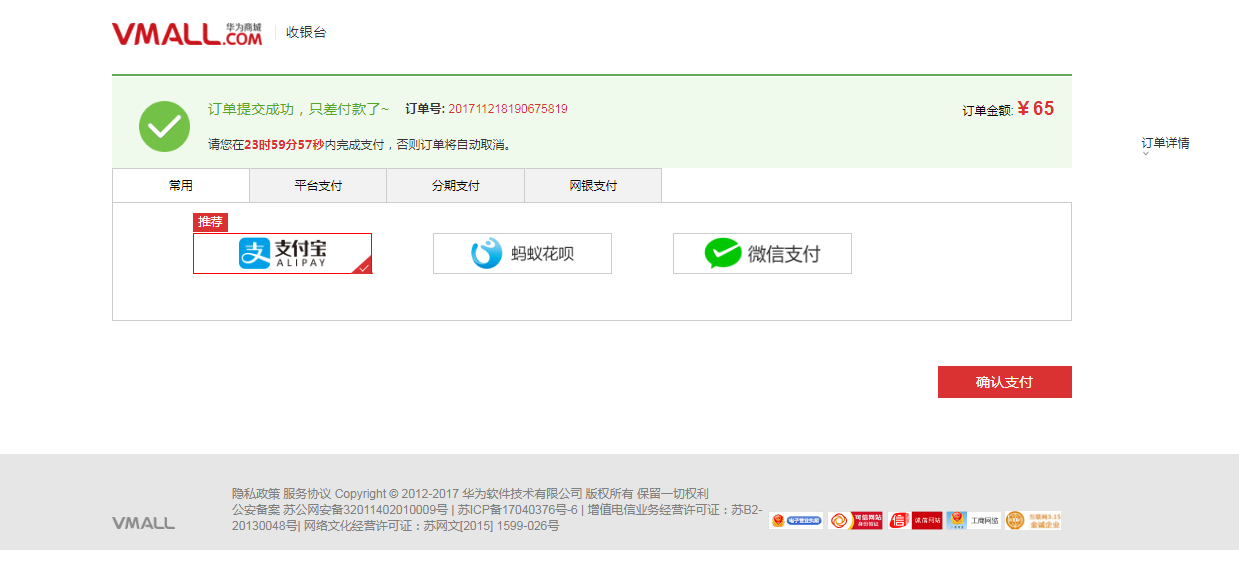 VMALL.COM 华为商城 收银台
订单提交成功，只差付款了~ 订单号: 201711218190675819 订单金额: ¥ 65
请您在23时59分57秒内完成支付，否则订单将自动取消。
订单详情
常用 平台支付 分期支付 网银支付
推荐
支付宝 ALIPAY 蚂蚁花呗 微信支付
确认支付
隐私政策 服务协议 Copyright © 2012-2017 华为软件技术有限公司 版权所有 保留一切权利
公安备案 苏公网安备32011402010009号 | 苏ICP备17040376号-6 | 增值电信业务经营许可证：苏B2-
20130048号| 网络文化经营许可证：苏网文[2015] 1599-026号
VMALL
可信网站 身份验证 诚信网站 工商网监